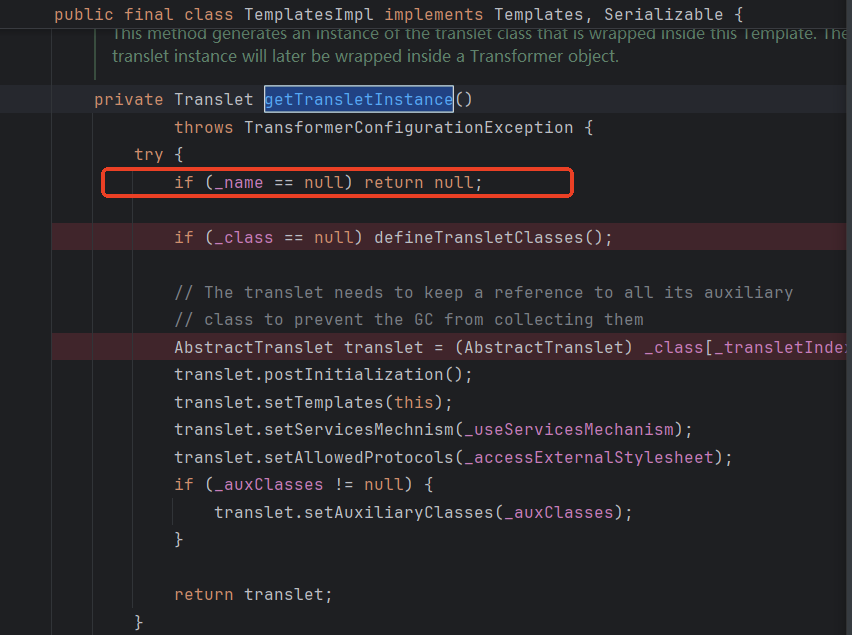 public final class TemplatesImpl implements Templates, Serializable {
This method generates an instance of the translet class that is wrapped inside this Template. The
translet instance will later be wrapped inside a Transformer object.
private Translet getTransletInstance()
throws TransformerConfigurationException {
try {
if (_name == null) return null;
if (_class == null) defineTransletClasses();
// The translet needs to keep a reference to all its auxiliary
// class to prevent the GC from collecting them
AbstractTranslet translet = (AbstractTranslet) _class[_transletInde
translet.postInitialization();
translet.setTemplates(this);
translet.setServicesMechnism(_useServicesMechanism);
translet.setAllowedProtocols(_accessExternalStylesheet);
if (_auxClasses != null) {
translet.setAuxiliaryClasses(_auxClasses);
}
return translet;
}